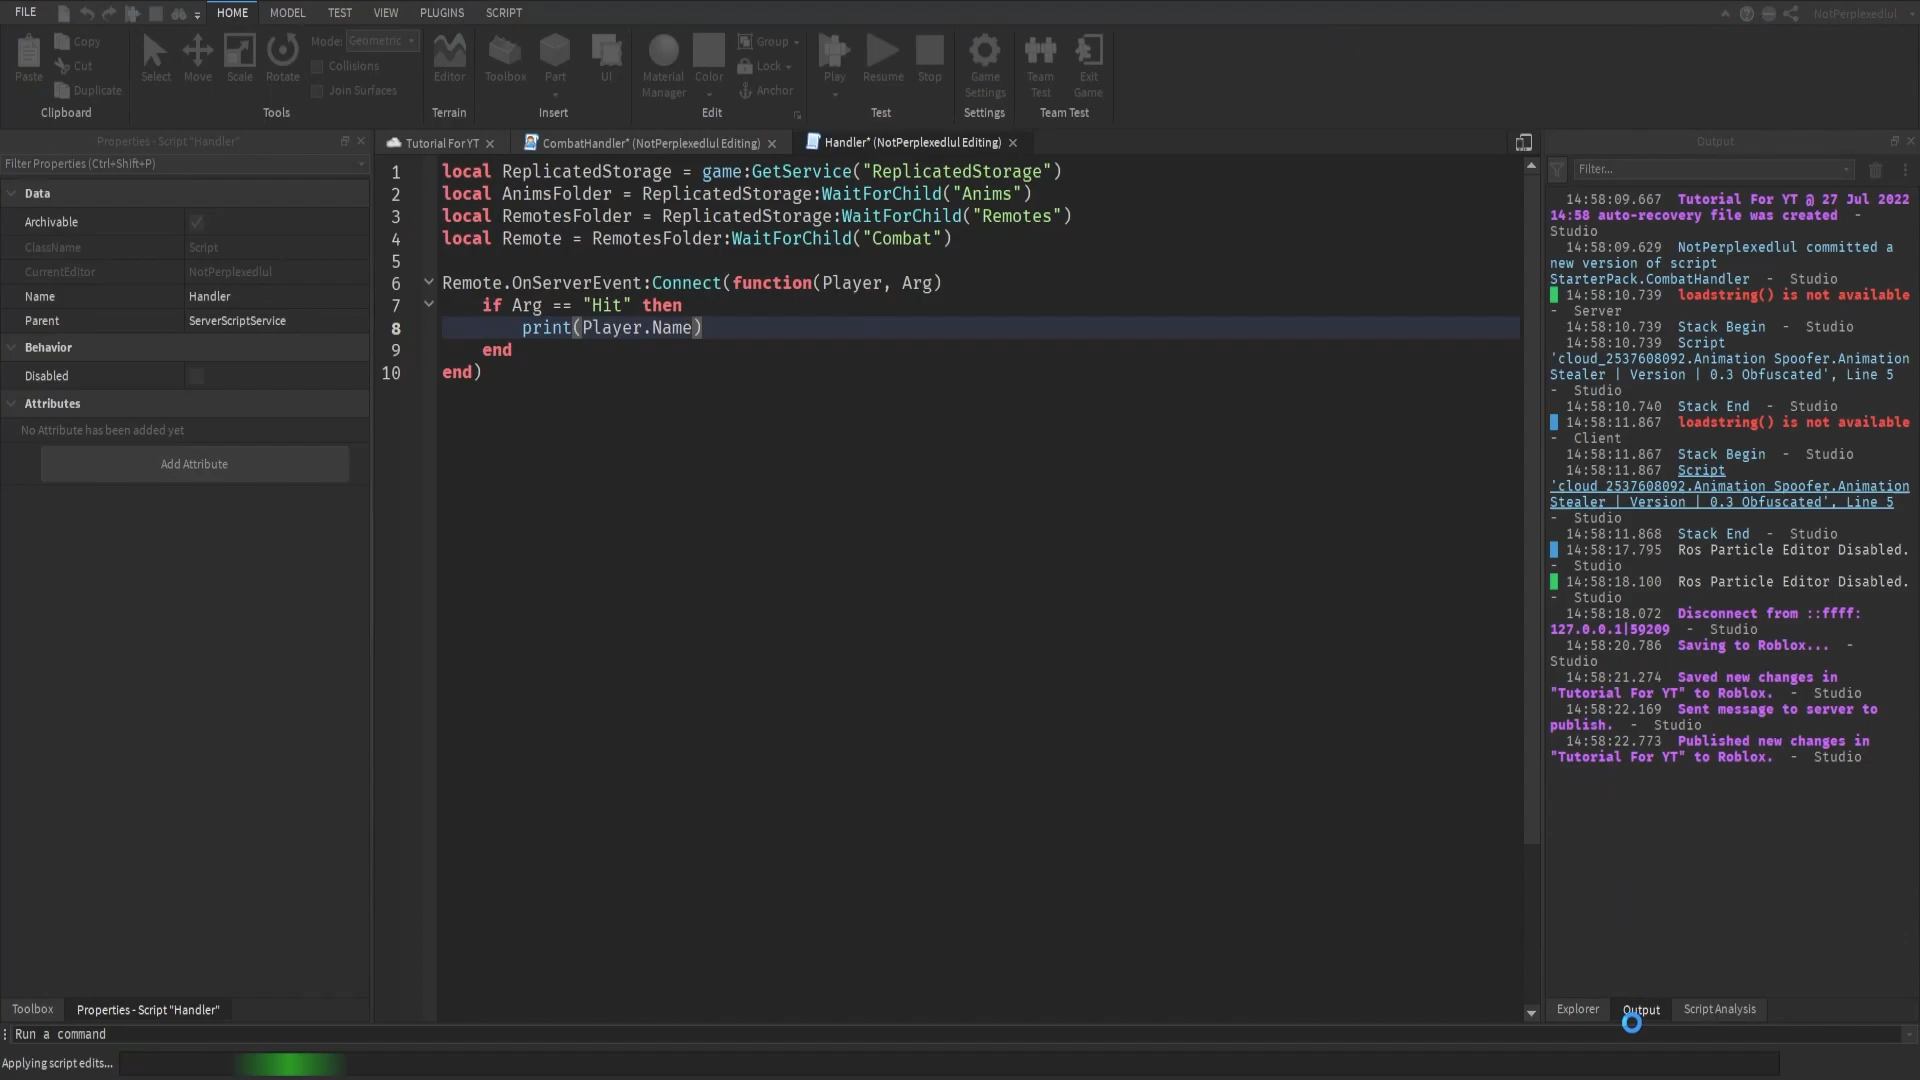 FILE HOME MODEL TEST VIEW PLUGINS SCRIPT NotPerplexedlul
Paste Copy Cut Duplicate Clipboard
Select Move Scale Rotate Mode: Geometric Collisions Join Surfaces Tools
Editor Terrain
Toolbox Part UI Insert
Material Manager Color Group Lock Anchor Edit
Play Resume Stop Test
Game Settings Settings
Team Test Exit Game Team Test
Properties - Script "Handler"
Filter Properties (Ctrl+Shift+P)
Data
Archivable
ClassName Script
CurrentEditor NotPerplexedlul
Name Handler
Parent ServerScriptService
Behavior
Disabled
Attributes
No Attribute has been added yet
Add Attribute
Toolbox Properties - Script "Handler"
Tutorial For YT CombatHandler* (NotPerplexedlul Editing) Handler* (NotPerplexedlul Editing)
1 local ReplicatedStorage = game:GetService("ReplicatedStorage")
2 local AnimsFolder = ReplicatedStorage:WaitForChild("Anims")
3 local RemotesFolder = ReplicatedStorage:WaitForChild("Remotes")
4 local Remote = RemotesFolder:WaitForChild("Combat")
5
6 Remote.OnServerEvent:Connect(function(Player, Arg)
7 if Arg == "Hit" then
8 print(Player.Name)
9 end
10 end)
Output
Filter...
14:58:09.667 Tutorial For YT @ 27 Jul 2022
14:58 auto-recovery file was created -
Studio
14:58:09.629 NotPerplexedlul committed a
new version of script
StarterPack.CombatHandler - Studio
14:58:10.739 loadstring() is not available
- Server
14:58:10.739 Stack Begin - Studio
14:58:10.739 Script
'cloud_2537608092.Animation Spoofer.Animation
Stealer | Version | 0.3 Obfuscated', Line 5
- Studio
14:58:10.740 Stack End - Studio
14:58:11.867 loadstring() is not available
- Client
14:58:11.867 Stack Begin - Studio
14:58:11.867 Script
'cloud_2537608092.Animation Spoofer.Animation
Stealer | Version | 0.3 Obfuscated', Line 5
- Studio
14:58:11.868 Stack End - Studio
14:58:17.795 Ros Particle Editor Disabled.
- Studio
14:58:18.100 Ros Particle Editor Disabled.
- Studio
14:58:18.072 Disconnect from ::ffff:
127.0.0.1|59209 - Studio
14:58:20.786 Saving to Roblox... -
Studio
14:58:21.274 Saved new changes in
"Tutorial For YT" to Roblox. - Studio
14:58:22.169 Sent message to server to
publish. - Studio
14:58:22.773 Published new changes in
"Tutorial For YT" to Roblox. - Studio
Explorer Output Script Analysis
Run a command
Applying script edits...